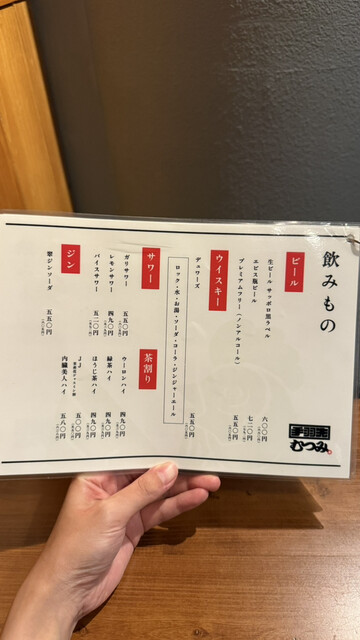 飲みもの
ビール
生ビール サッポロ黒ラベル 六〇〇円
エビス瓶ビール 七二〇円
プレミアムフリー(ノンアルコール) 五五〇円
ウイスキー
デュワーズ 五五〇円
ロック・水・お湯・ソーダ・コーラ・ジンジャーエール
サワー
ガリサワー 五五〇円
レモンサワー 四九〇円
バイスサワー 五二〇円
茶割り
ウーロンハイ 四九〇円
緑茶ハイ 四九〇円
ほうじ茶ハイ 四九〇円
JJ 五〇〇円
内臓美人ハイ 五八〇円
ジン
翠ジンソーダ 五五〇円
むつみ